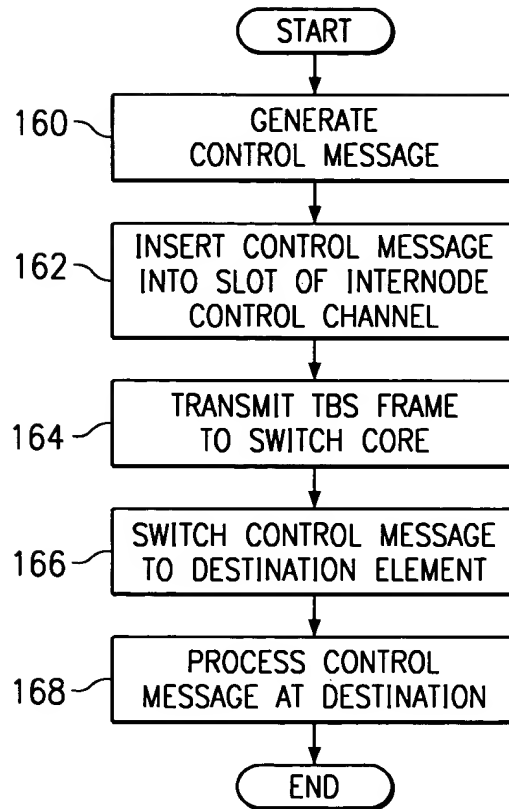 START
160
GENERATE
CONTROL MESSAGE
162
INSERT CONTROL MESSAGE
INTO SLOT OF INTERNODE
CONTROL CHANNEL
164
TRANSMIT TBS FRAME
TO SWITCH CORE
166
SWITCH CONTROL MESSAGE
TO DESTINATION ELEMENT
168
PROCESS CONTROL
MESSAGE AT DESTINATION
END